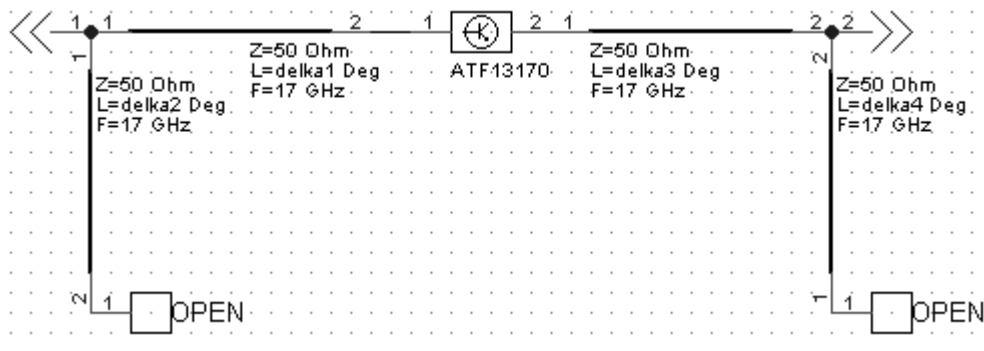 1 1 2 1 2 1 2 2
Z=50 Ohm
L=delka1 Deg
F=17 GHz
ATF13170
Z=50 Ohm
L=delka3 Deg
F=17 GHz
1
Z=50 Ohm
L=delka2 Deg
F=17 GHz
2
Z=50 Ohm
L=delka4 Deg
F=17 GHz
2 1 OPEN
1 1 OPEN